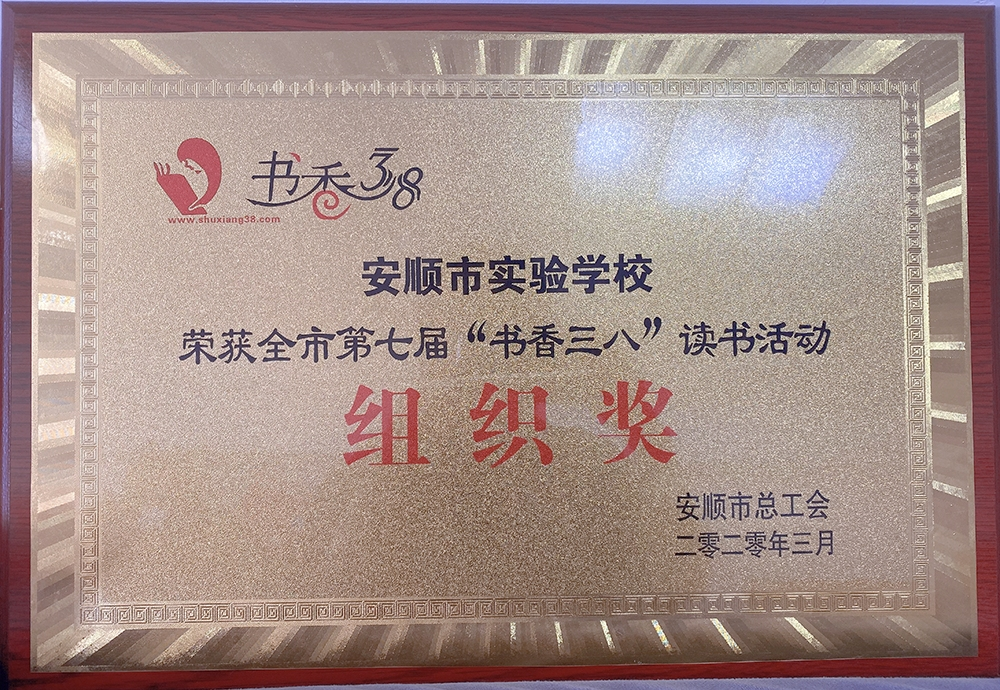 书香38
www.shuxiang38.com
安顺市实验学校
荣获全市第七届“书香三八”读书活动
组织奖
安顺市总工会
二零二零年三月